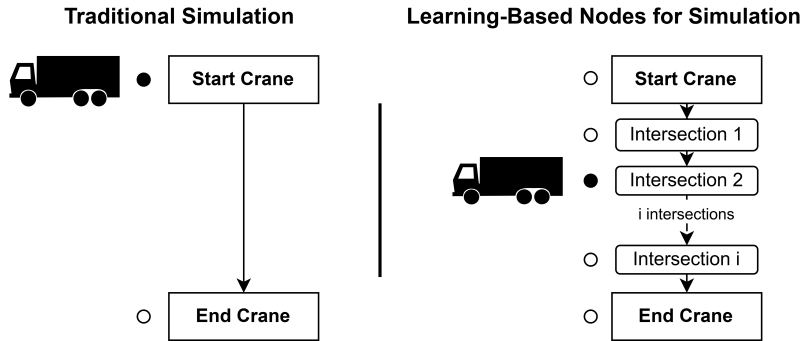 Traditional Simulation
Start Crane
End Crane
Learning-Based Nodes for Simulation
Start Crane
Intersection 1
Intersection 2
i intersections
Intersection i
End Crane